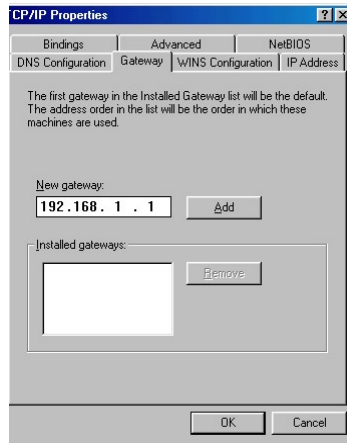 CP/IP Properties
Bindings Advanced NetBIOS
DNS Configuration Gateway WINS Configuration IP Address
The first gateway in the Installed Gateway list will be the default.
The address order in the list will be the order in which these
machines are used.
New gateway:
192.168. 1 . 1 Add
Installed gateways:
Remove
OK Cancel